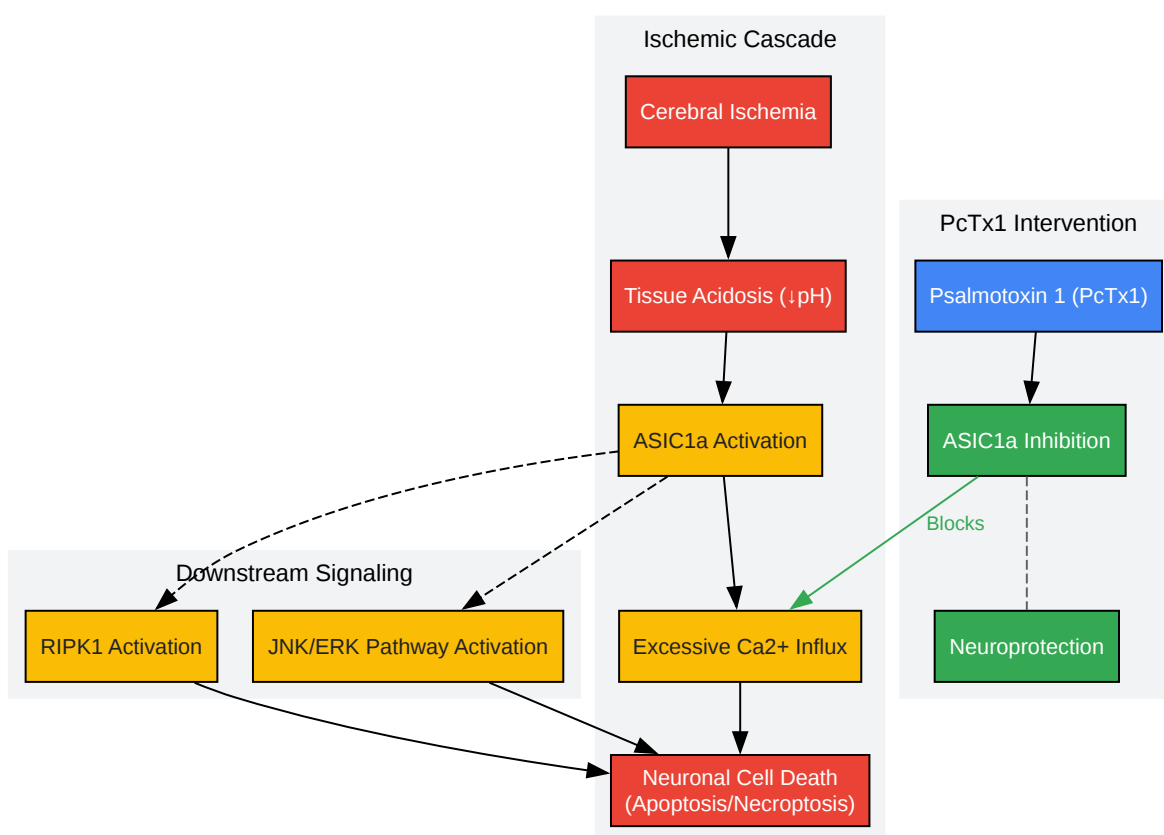 Ischemic Cascade
Cerebral Ischemia
PcTx1 Intervention
Tissue Acidosis (↓pH)
Psalmotoxin 1 (PcTx1)
ASIC1a Activation
ASIC1a Inhibition
Blocks
Downstream Signaling
RIPK1 Activation
JNK/ERK Pathway Activation
Excessive Ca2+ Influx
Neuroprotection
Neuronal Cell Death
(Apoptosis/Necroptosis)